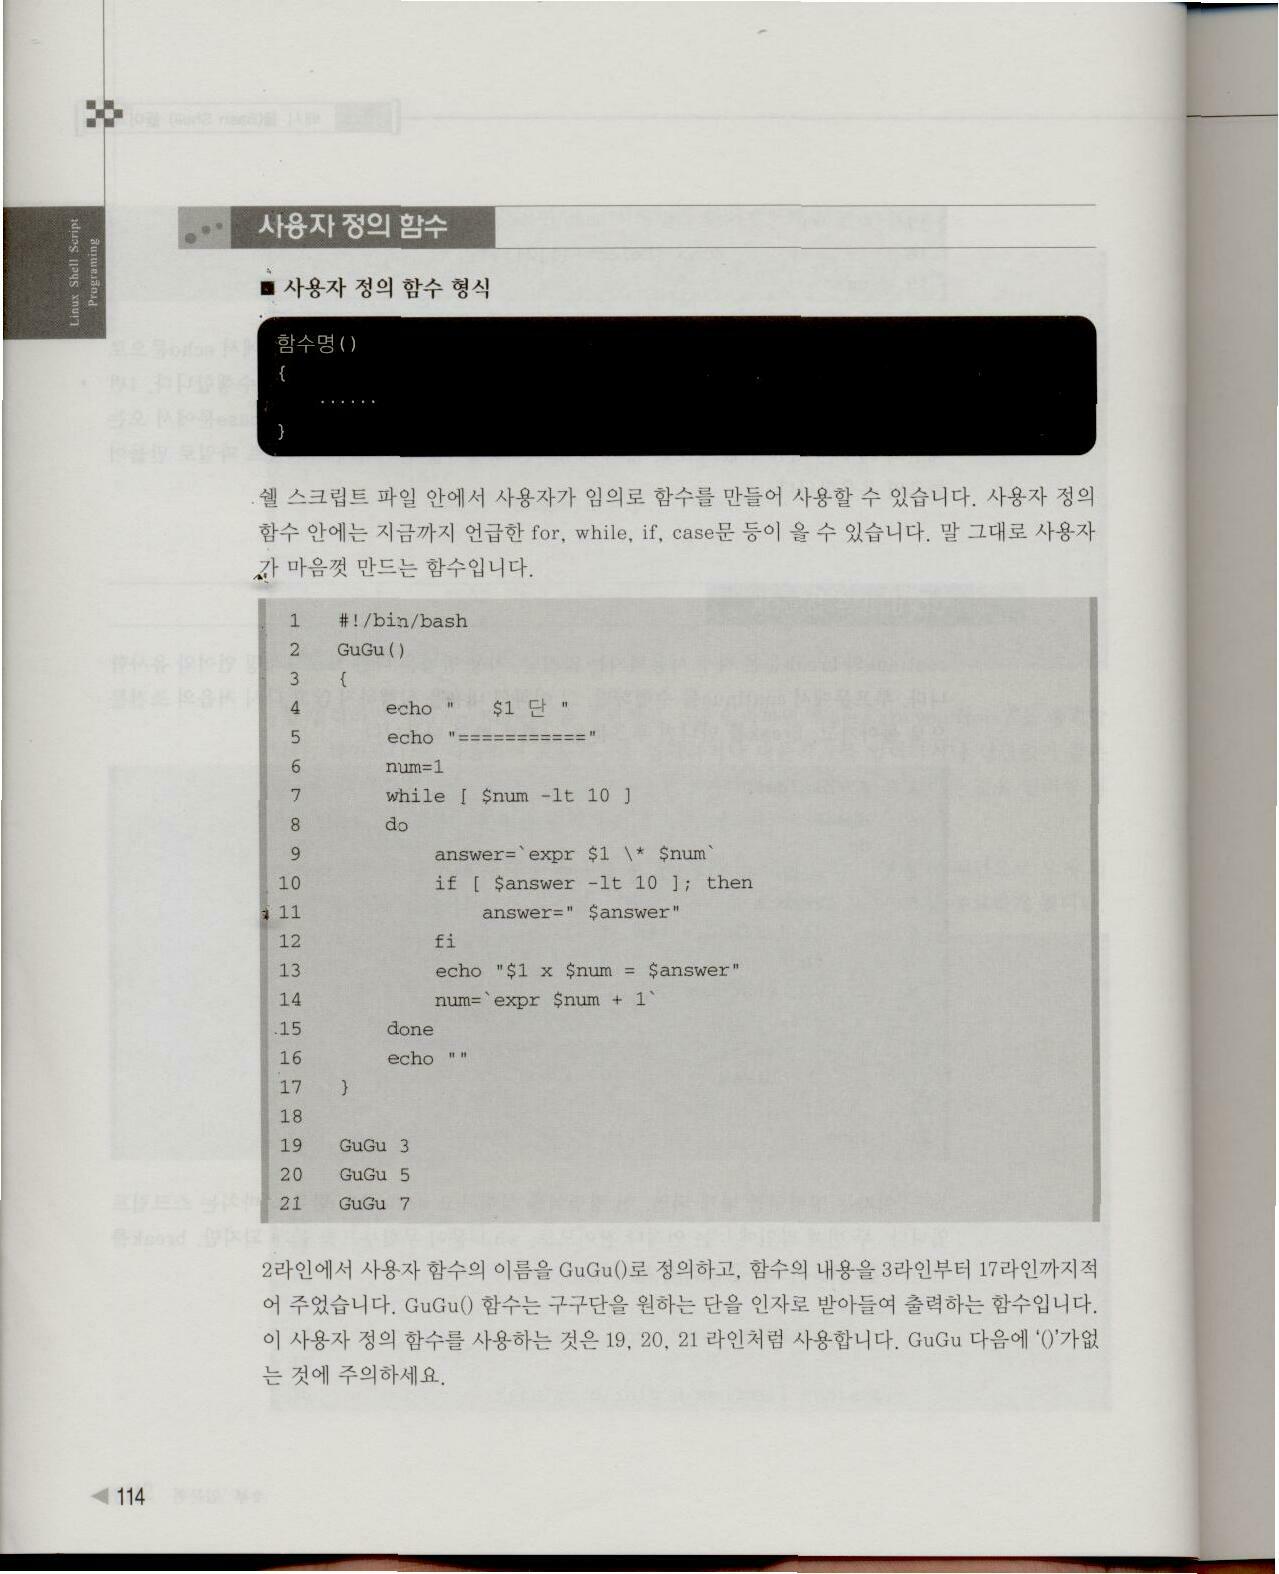 Linux Shell Script
Programing
사용자 정의 함수
■ 사용자 정의 함수 형식
함수명()
{
......
}
쉘 스크립트 파일 안에서 사용자가 임의로 함수를 만들어 사용할 수 있습니다. 사용자 정의
함수 안에는 지금까지 언급한 for, while, if, case문 등이 올 수 있습니다. 말 그대로 사용자
가 마음껏 만드는 함수입니다.
1 #!/bin/bash
2 GuGu()
3 {
4 echo "   $1 단 "
5 echo "==========="
6 num=1
7 while [ $num -lt 10 ]
8 do
9 answer=`expr $1 \* $num`
10 if [ $answer -lt 10 ]; then
11 answer=" $answer"
12 fi
13 echo "$1 x $num = $answer"
14 num=`expr $num + 1`
15 done
16 echo ""
17 }
18
19 GuGu 3
20 GuGu 5
21 GuGu 7
2라인에서 사용자 함수의 이름을 GuGu()로 정의하고, 함수의 내용을 3라인부터 17라인까지적
어 주었습니다. GuGu() 함수는 구구단을 원하는 단을 인자로 받아들여 출력하는 함수입니다.
이 사용자 정의 함수를 사용하는 것은 19, 20, 21 라인처럼 사용합니다. GuGu 다음에 '()'가없
는 것에 주의하세요.
◀ 114